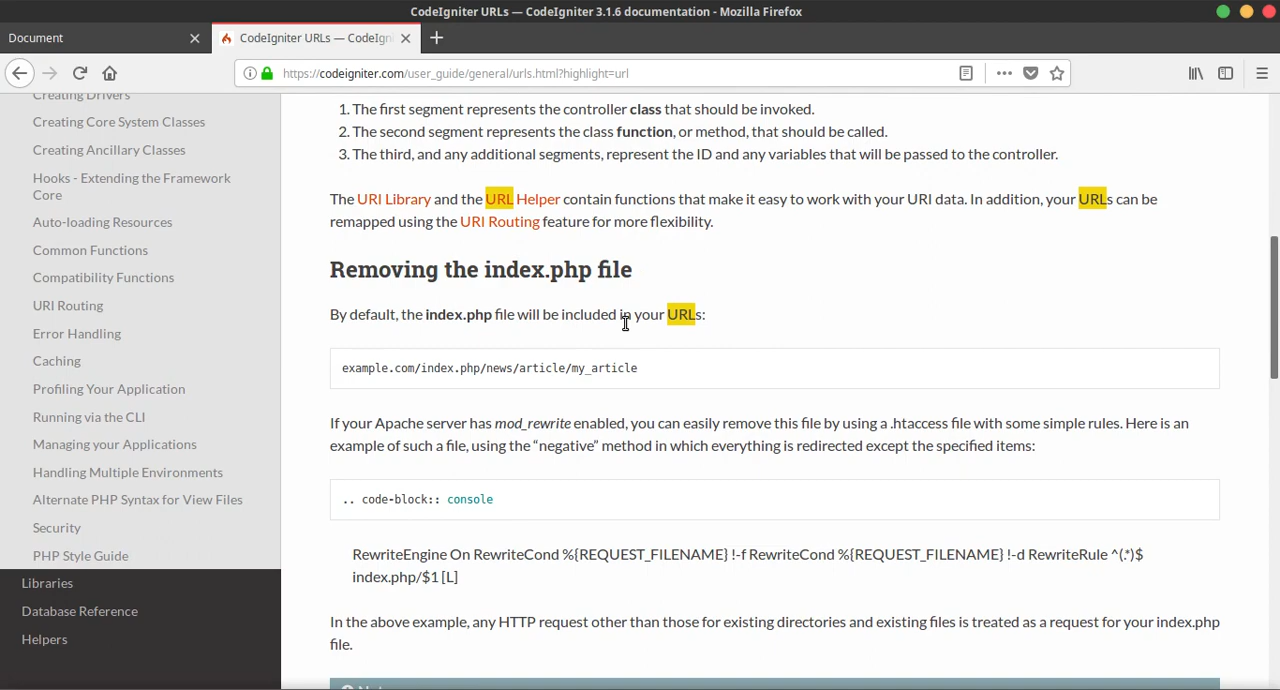 CodeIgniter URLs — CodeIgniter 3.1.6 documentation - Mozilla Firefox
Document
CodeIgniter URLs — CodeIgn
https://codeigniter.com/user_guide/general/urls.html?highlight=url
Creating Drivers
Creating Core System Classes
Creating Ancillary Classes
Hooks - Extending the Framework
Core
Auto-loading Resources
Common Functions
Compatibility Functions
URI Routing
Error Handling
Caching
Profiling Your Application
Running via the CLI
Managing your Applications
Handling Multiple Environments
Alternate PHP Syntax for View Files
Security
PHP Style Guide
Libraries
Database Reference
Helpers
1. The first segment represents the controller class that should be invoked.
2. The second segment represents the class function, or method, that should be called.
3. The third, and any additional segments, represent the ID and any variables that will be passed to the controller.
The URI Library and the URL Helper contain functions that make it easy to work with your URI data. In addition, your URLs can be
remapped using the URI Routing feature for more flexibility.
Removing the index.php file
By default, the index.php file will be included in your URLs:
example.com/index.php/news/article/my_article
If your Apache server has mod_rewrite enabled, you can easily remove this file by using a .htaccess file with some simple rules. Here is an
example of such a file, using the “negative” method in which everything is redirected except the specified items:
.. code-block:: console
RewriteEngine On RewriteCond %{REQUEST_FILENAME} !-f RewriteCond %{REQUEST_FILENAME} !-d RewriteRule ^(.*)$
index.php/$1 [L]
In the above example, any HTTP request other than those for existing directories and existing files is treated as a request for your index.php
file.